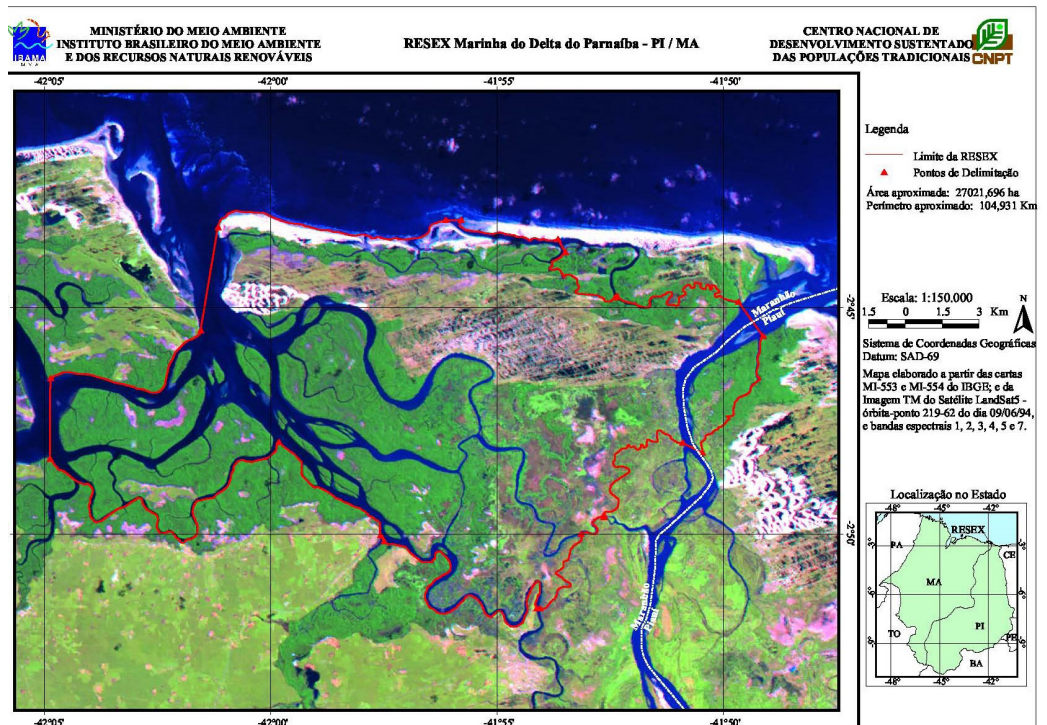 MINISTÉRIO DO MEIO AMBIENTE
INSTITUTO BRASILEIRO DO MEIO AMBIENTE
E DOS RECURSOS NATURAIS RENOVÁVEIS
IBAMA
M M A
RESEX Marinha do Delta do Parnaíba - PI / MA
CENTRO NACIONAL DE
DESENVOLVIMENTO SUSTENTADO
DAS POPULAÇÕES TRADICIONAIS
CNPT
-42°05'
-42°00'
-41°55'
-41°50'
-2°45'
-2°50'
Maranhão
Piauí
Maranhão
Piauí
-42°05'
-42°00'
-41°55'
-41°50'
Legenda
Limite da RESEX
Pontos de Delimitação
Área aproximada: 27021,696 ha
Perímetro aproximado: 104,931 Km
Escala: 1:150.000
N
1.5 0 1.5 3 Km
Sistema de Coordenadas Geográficas
Datum: SAD-69
Mapa elaborado a partir das cartas
MI-553 e MI-554 do IBGE; e da
Imagem TM do Satélite LandSat5 -
órbita-ponto 219-62 do dia 09/06/94,
e bandas espectrais 1, 2, 3, 4, 5 e 7.
Localização no Estado
-48° -45° -42°
RESEX
PA
CE
MA
PI
TO
PE
BA
-3°
-6°
-9°
-3°
-6°
-9°
-48° -45° -42°